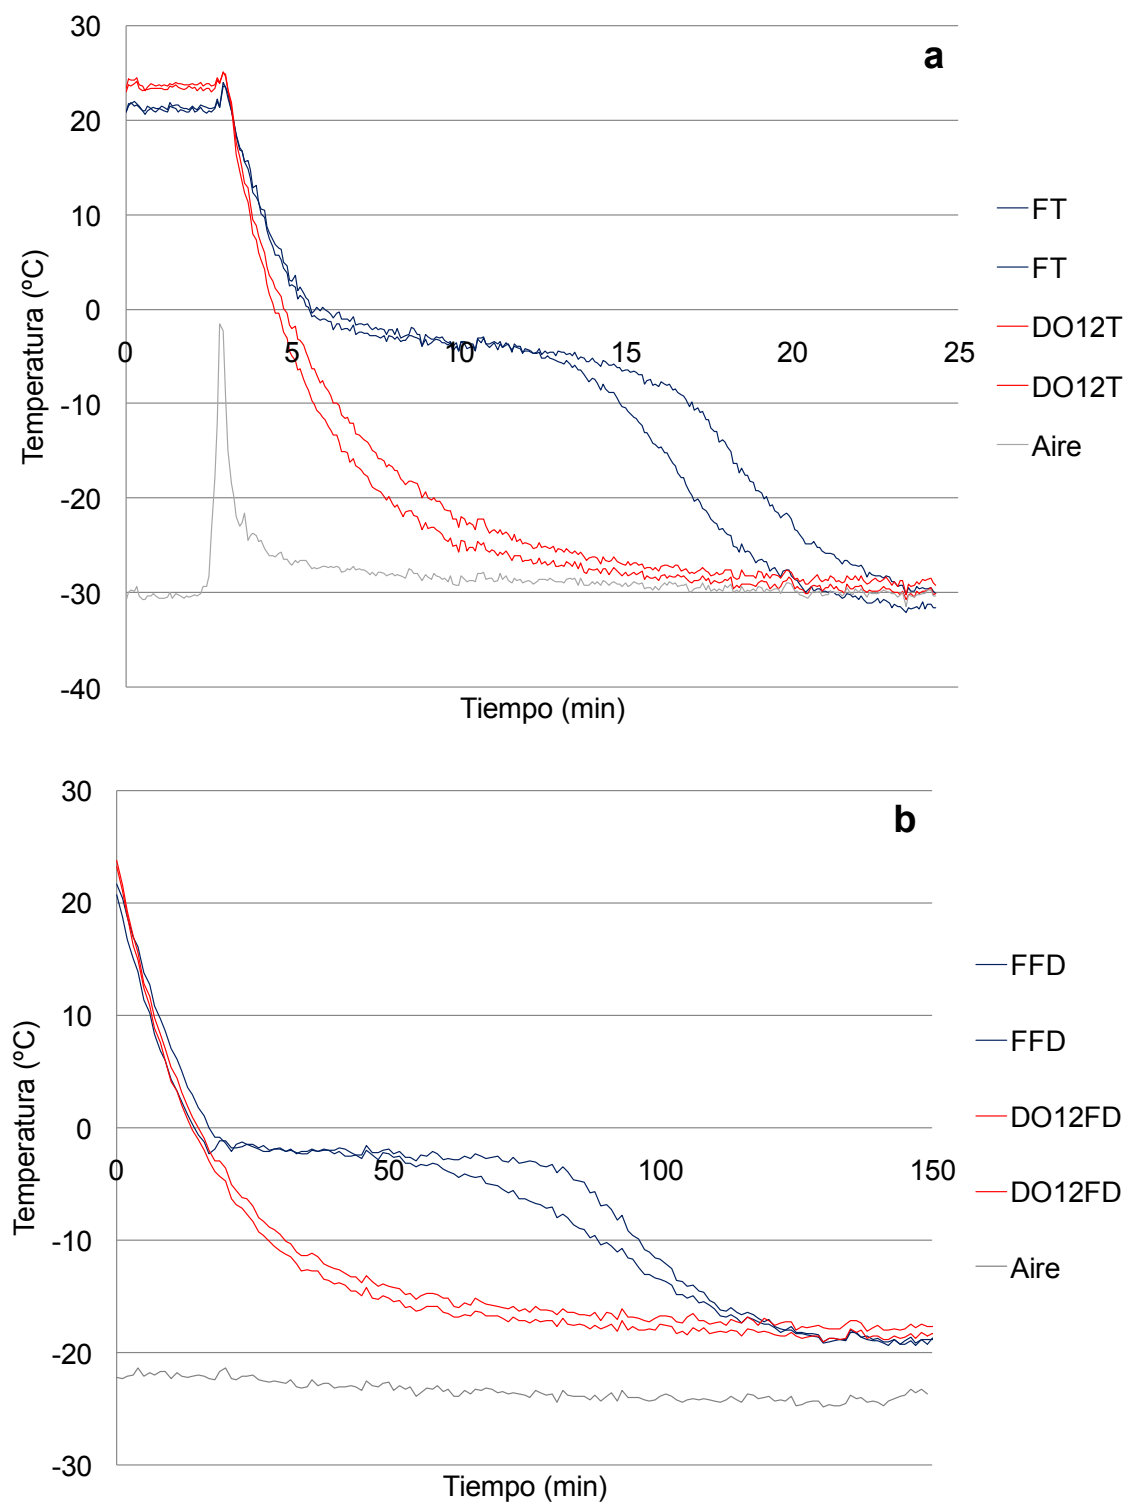 30
a
20
FT
10
FT
Temperatura (ºC)
0
0 5 10 15 20 25
DO12T
DO12T
-10
Aire
-20
-30
-40
Tiempo (min)
30
b
20
FFD
10
FFD
Temperatura (ºC)
0
DO12FD
0 50 100 150
DO12FD
-10
Aire
-20
-30
Tiempo (min)